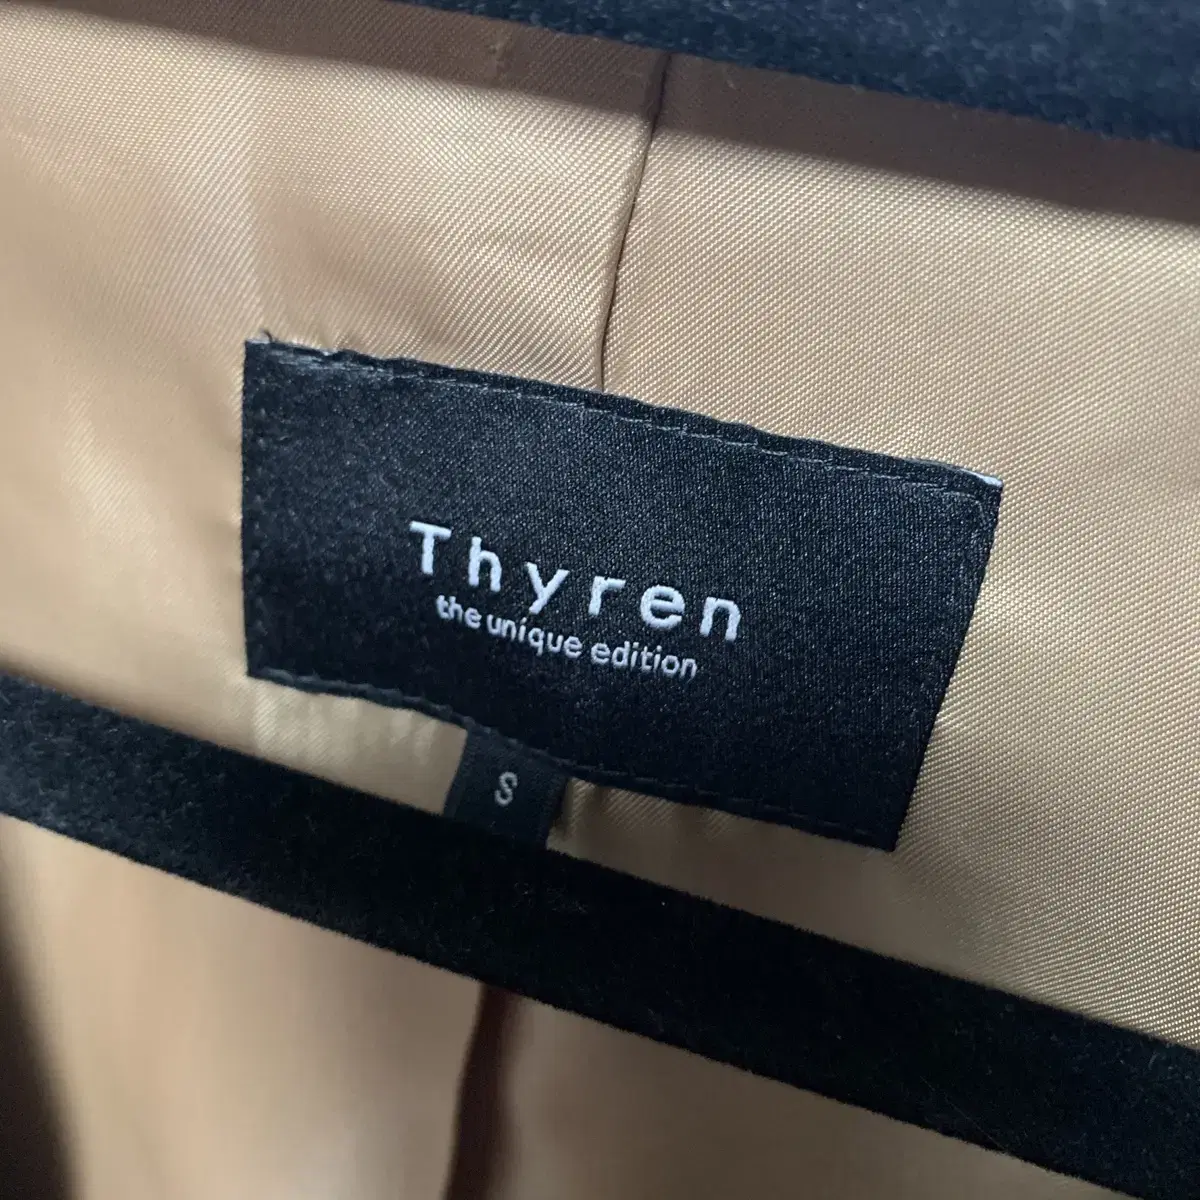 Thyren
the unique edition
S